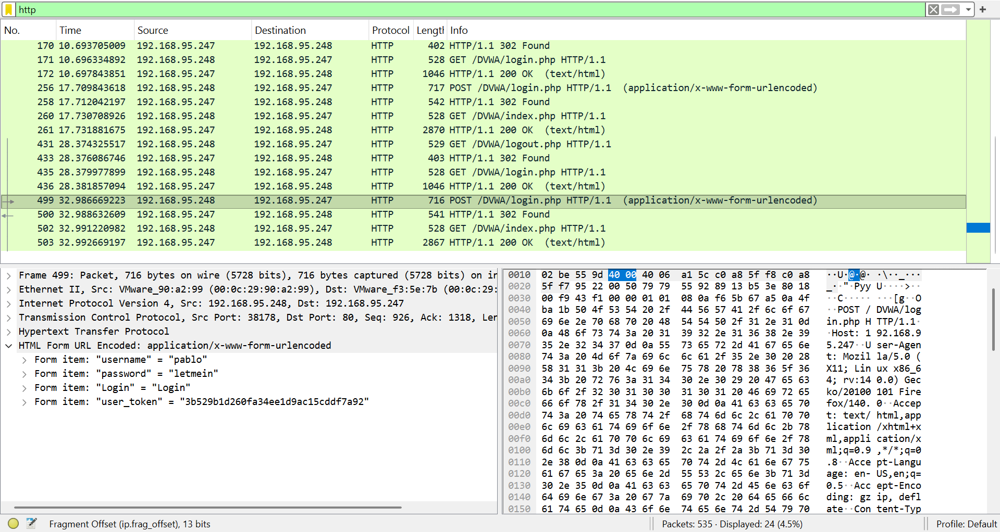 http
No. Time Source Destination Protocol Length Info
170 10.693705009 192.168.95.247 192.168.95.248 HTTP 402 HTTP/1.1 302 Found
171 10.696334892 192.168.95.248 192.168.95.247 HTTP 528 GET /DVWA/login.php HTTP/1.1
172 10.697843851 192.168.95.247 192.168.95.248 HTTP 1046 HTTP/1.1 200 OK (text/html)
256 17.709843618 192.168.95.248 192.168.95.247 HTTP 717 POST /DVWA/login.php HTTP/1.1 (application/x-www-form-urlencoded)
258 17.712042197 192.168.95.247 192.168.95.248 HTTP 542 HTTP/1.1 302 Found
260 17.730708926 192.168.95.248 192.168.95.247 HTTP 528 GET /DVWA/index.php HTTP/1.1
261 17.731881675 192.168.95.247 192.168.95.248 HTTP 2870 HTTP/1.1 200 OK (text/html)
431 28.374325517 192.168.95.248 192.168.95.247 HTTP 529 GET /DVWA/logout.php HTTP/1.1
433 28.376086746 192.168.95.247 192.168.95.248 HTTP 403 HTTP/1.1 302 Found
435 28.379977899 192.168.95.248 192.168.95.247 HTTP 528 GET /DVWA/login.php HTTP/1.1
436 28.381857094 192.168.95.247 192.168.95.248 HTTP 1046 HTTP/1.1 200 OK (text/html)
499 32.986669223 192.168.95.248 192.168.95.247 HTTP 716 POST /DVWA/login.php HTTP/1.1 (application/x-www-form-urlencoded)
500 32.988632609 192.168.95.247 192.168.95.248 HTTP 541 HTTP/1.1 302 Found
502 32.991220982 192.168.95.248 192.168.95.247 HTTP 528 GET /DVWA/index.php HTTP/1.1
503 32.992669197 192.168.95.247 192.168.95.248 HTTP 2867 HTTP/1.1 200 OK (text/html)
Frame 499: Packet, 716 bytes on wire (5728 bits), 716 bytes captured (5728 bits) on in
Ethernet II, Src: VMware_90:a2:99 (00:0c:29:90:a2:99), Dst: VMware_f3:5e:7b (00:0c:29:
Internet Protocol Version 4, Src: 192.168.95.248, Dst: 192.168.95.247
Transmission Control Protocol, Src Port: 38178, Dst Port: 80, Seq: 926, Ack: 1318, Len
Hypertext Transfer Protocol
HTML Form URL Encoded: application/x-www-form-urlencoded
Form item: "username" = "pablo"
Form item: "password" = "letmein"
Form item: "Login" = "Login"
Form item: "user_token" = "3b529b1d260fa34ee1d9ac15cddf7a92"
0010 02 be 55 9d 40 00 40 06 a1 5c c0 a8 5f f8 c0 a8 ··U·@·@· ·\··_···
0020 5f f7 95 22 00 50 79 79 55 92 89 13 b5 3e 80 18 _··"·Pyy U····>··
0030 00 f9 43 f1 00 00 01 01 08 0a f6 5b 67 a5 0a 4f ··C····· ···[g··O
0040 ba 1b 50 4f 53 54 20 2f 44 56 57 41 2f 6c 6f 67 ··POST / DVWA/log
0050 69 6e 2e 70 68 70 20 48 54 54 50 2f 31 2e 31 0d in.php H TTP/1.1·
0060 0a 48 6f 73 74 3a 20 31 39 32 2e 31 36 38 2e 39 ·Host: 1 92.168.9
0070 35 2e 32 34 37 0d 0a 55 73 65 72 2d 41 67 65 6e 5.247··U ser-Agen
0080 74 3a 20 4d 6f 7a 69 6c 6c 61 2f 35 2e 30 20 28 t: Mozil la/5.0 (
0090 58 31 31 3b 20 4c 69 6e 75 78 20 78 38 36 5f 36 X11; Lin ux x86_6
00a0 34 3b 20 72 76 3a 31 34 30 2e 30 29 20 47 65 63 4; rv:14 0.0) Gec
00b0 6b 6f 2f 32 30 31 30 30 31 30 31 20 46 69 72 65 ko/20100 101 Fire
00c0 66 6f 78 2f 31 34 30 2e 30 0d 0a 41 63 63 65 70 fox/140. 0··Accep
00d0 74 3a 20 74 65 78 74 2f 68 74 6d 6c 2c 61 70 70 t: text/ html,app
00e0 6c 69 63 61 74 69 6f 6e 2f 78 68 74 6d 6c 2b 78 lication /xhtml+x
00f0 6d 6c 2c 61 70 70 6c 69 63 61 74 69 6f 6e 2f 78 ml,appli cation/x
0100 6d 6c 3b 71 3d 30 2e 39 2c 2a 2f 2a 3b 71 3d 30 ml;q=0.9 ,*/*;q=0
0110 2e 38 0d 0a 41 63 63 65 70 74 2d 4c 61 6e 67 75 .8··Acce pt-Langu
0120 61 67 65 3a 20 65 6e 2d 55 53 2c 65 6e 3b 71 3d age: en- US,en;q=
0130 30 2e 35 0d 0a 41 63 63 65 70 74 2d 45 6e 63 6f 0.5··Acc ept-Enco
0140 64 69 6e 67 3a 20 67 7a 69 70 2c 20 64 65 66 6c ding: gz ip, defl
0150 61 74 65 0d 0a 43 6f 6e 74 65 6e 74 2d 54 79 70 ate··Con tent-Typ
Fragment Offset (ip.frag_offset), 13 bits Packets: 535 · Displayed: 24 (4.5%) Profile: Default